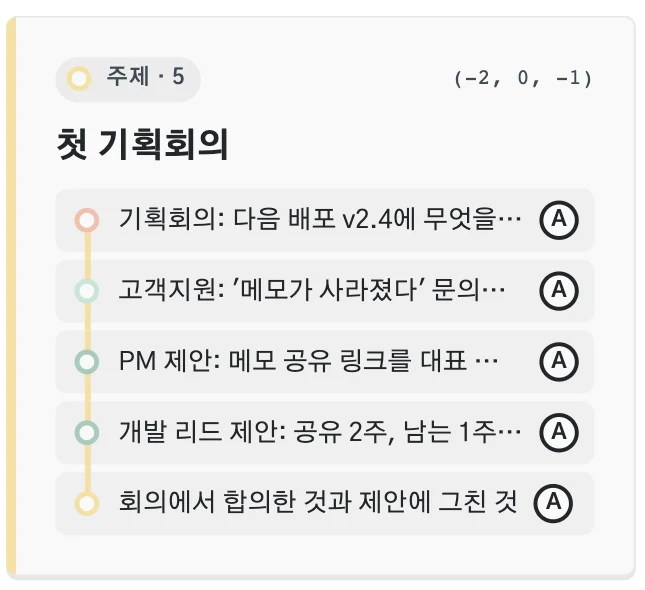 주제 · 5 (-2, 0, -1)
첫 기획회의
기획회의: 다음 배포 v2.4에 무엇을··· A
고객지원: ’메모가 사라졌다’ 문의··· A
PM 제안: 메모 공유 링크를 대표 ··· A
개발 리드 제안: 공유 2주, 남는 1주··· A
회의에서 합의한 것과 제안에 그친 것 A